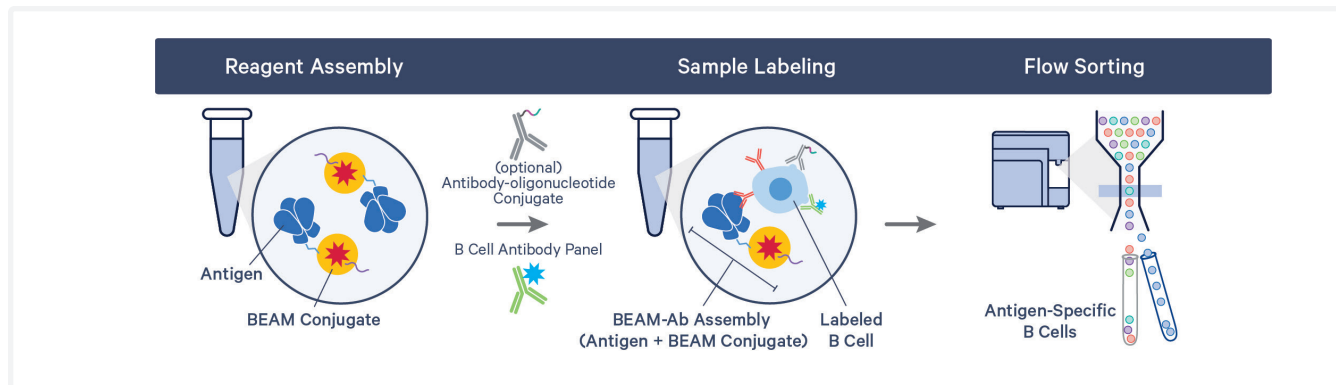 Reagent Assembly
Sample Labeling
Flow Sorting
(optional)
Antibody-oligonucleotide
Conjugate
B Cell Antibody Panel
Antigen
BEAM Conjugate
BEAM-Ab Assembly
(Antigen + BEAM Conjugate)
Labeled
B Cell
Antigen-Specific
B Cells